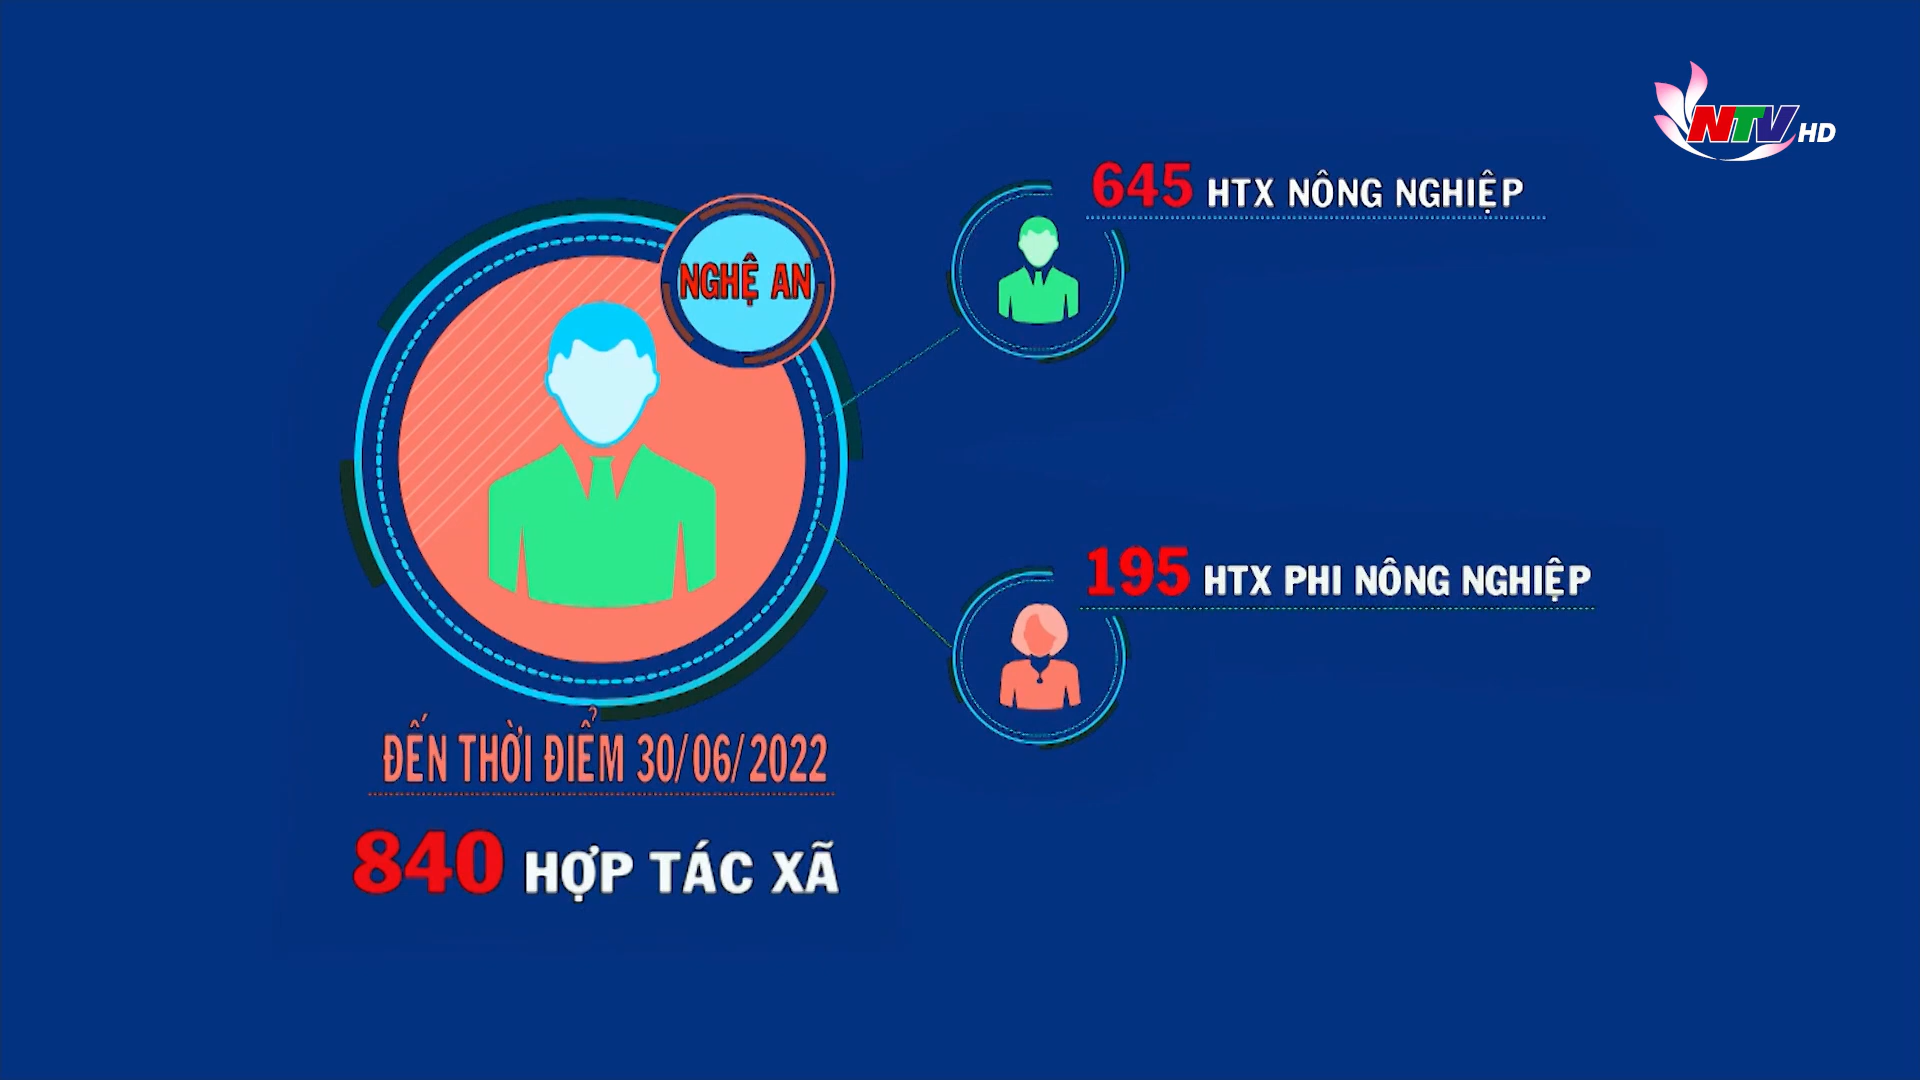 NTV HD
645 HTX NÔNG NGHIỆP
NGHỆ AN
195 HTX PHI NÔNG NGHIỆP
ĐẾN THỜI ĐIỂM 30/06/2022
840 HỢP TÁC XÃ